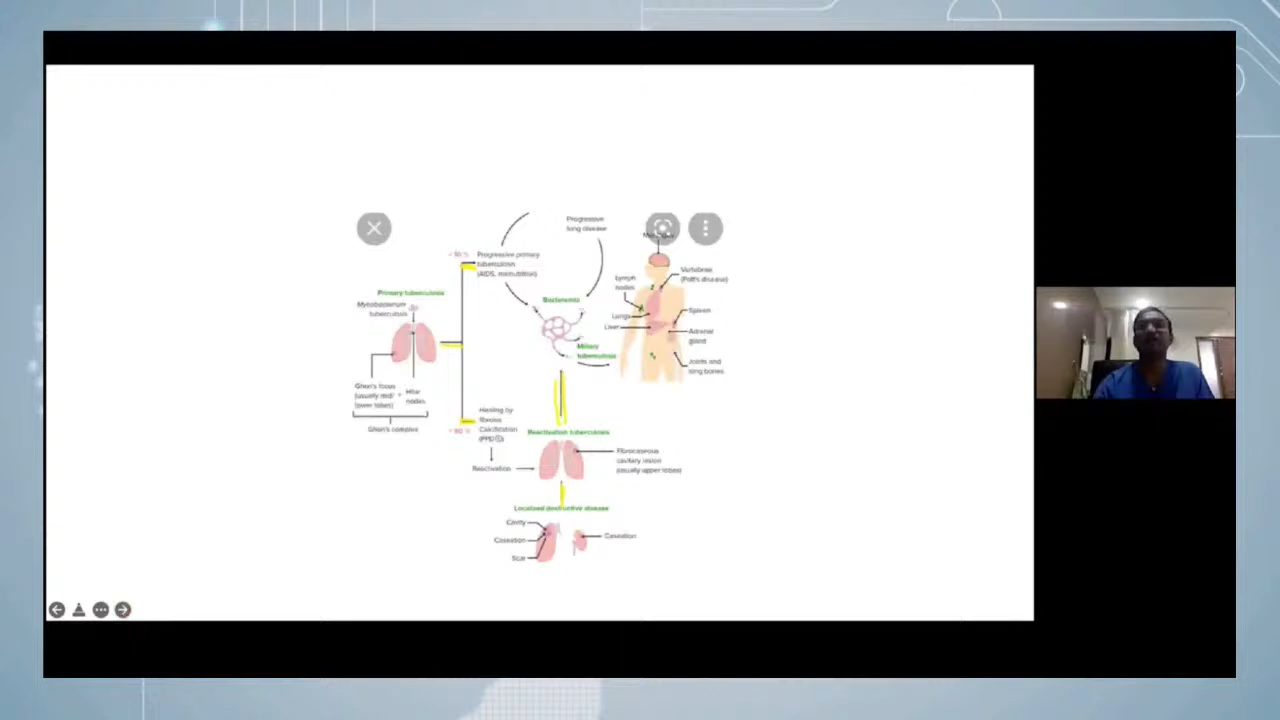 Progressive
lung disease
< 10 %
Progressive primary
tuberculosis
(AIDS, malnutrition)
Primary tuberculosis
Mycobacterium
tuberculosis
Ghon's focus
(usually mid/
lower lobes)
+
Hilar
nodes
Ghon's complex
Bacteremia
Miliary
tuberculosis
Lymph
nodes
Lungs
Liver
Vertebrae
(Pott's disease)
Spleen
Adrenal
gland
Joints and
long bones
> 90 %
Healing by
fibrosis
Calcification
(PPD ⊕)
Reactivation
Reactivation tuberculosis
Fibrocaseous
cavitary lesion
(usually upper lobes)
Localized destructive disease
Cavity
Caseation
Scar
Caseation